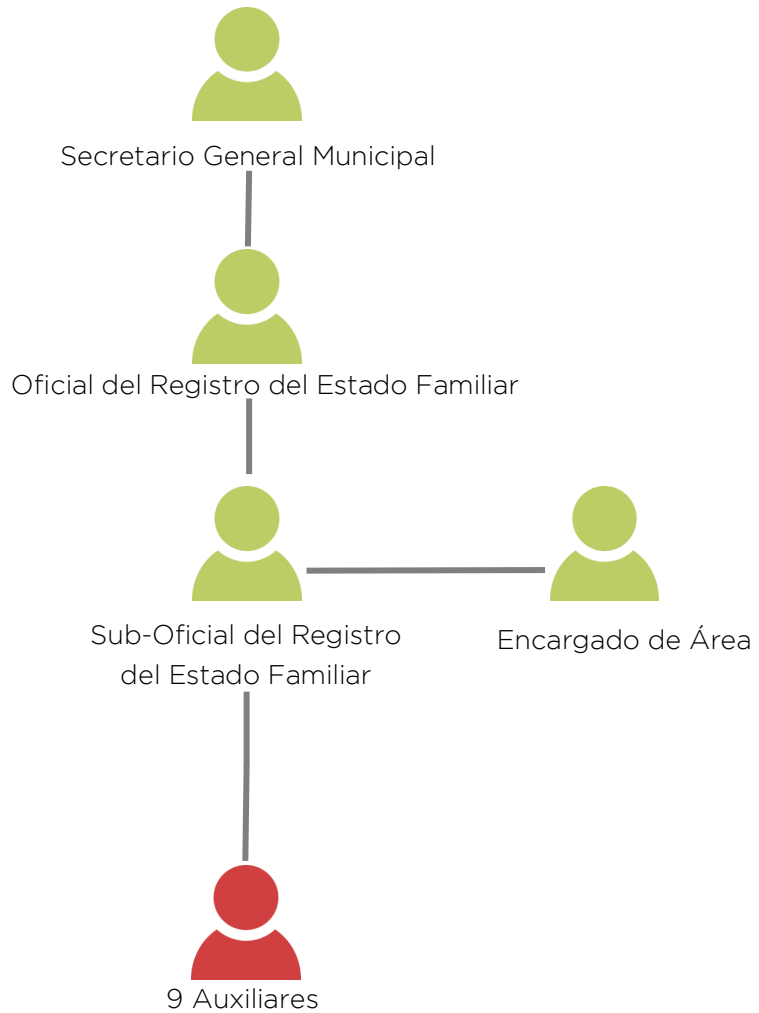 Secretario General Municipal
Oficial del Registro del Estado Familiar
Sub-Oficial del Registro
del Estado Familiar
Encargado de Área
9 Auxiliares